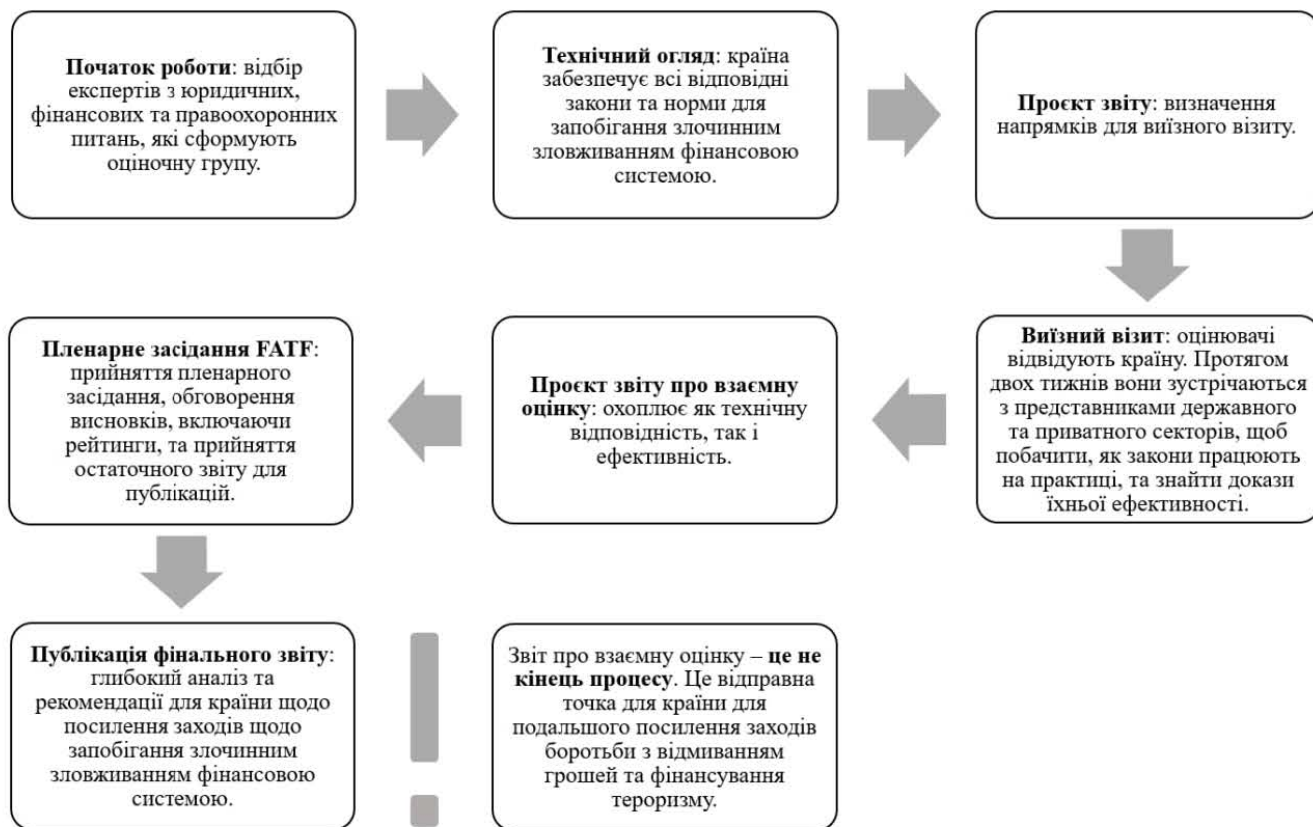 Початок роботи: відбір
експертів з юридичних,
фінансових та правоохоронних
питань, які сформують
оціночну групу.
Технічний огляд: країна
забезпечує всі відповідні
закони та норми для
запобігання злочинним
зловживанням фінансовою
системою.
Проєкт звіту: визначення
напрямків для виїзного візиту.
Виїзний візит: оцінювачі
відвідують країну. Протягом
двох тижнів вони зустрічаються
з представниками державного
та приватного секторів, щоб
побачити, як закони працюють
на практиці, та знайти докази
їхньої ефективності.
Проєкт звіту про взаємну
оцінку: охоплює як технічну
відповідність, так і
ефективність.
Пленарне засідання FATF:
прийняття пленарного
засідання, обговорення
висновків, включаючи
рейтинги, та прийняття
остаточного звіту для
публікацій.
Публікація фінального звіту:
глибокий аналіз та
рекомендації для країни щодо
посилення заходів щодо
запобігання злочинним
зловживанням фінансовою
системою.
Звіт про взаємну оцінку – це не
кінець процесу. Це відправна
точка для країни для
подальшого посилення заходів
боротьби з відмиванням
грошей та фінансування
тероризму.